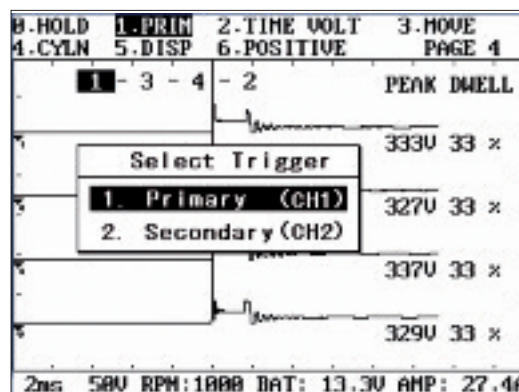 0.HOLD 1.PRIM 2.TIME VOLT 3.MOVE
4.CYLN 5.DISP 6.POSITIVE PAGE 4
1 - 3 - 4 - 2 PEAK DWELL
333V 33 %
Select Trigger
1. Primary (CH1)
327V 33 %
2. Secondary(CH2)
337V 33 %
329V 33 %
2ms 50V RPM:1000 BAT: 13.3V AMP: 27.4